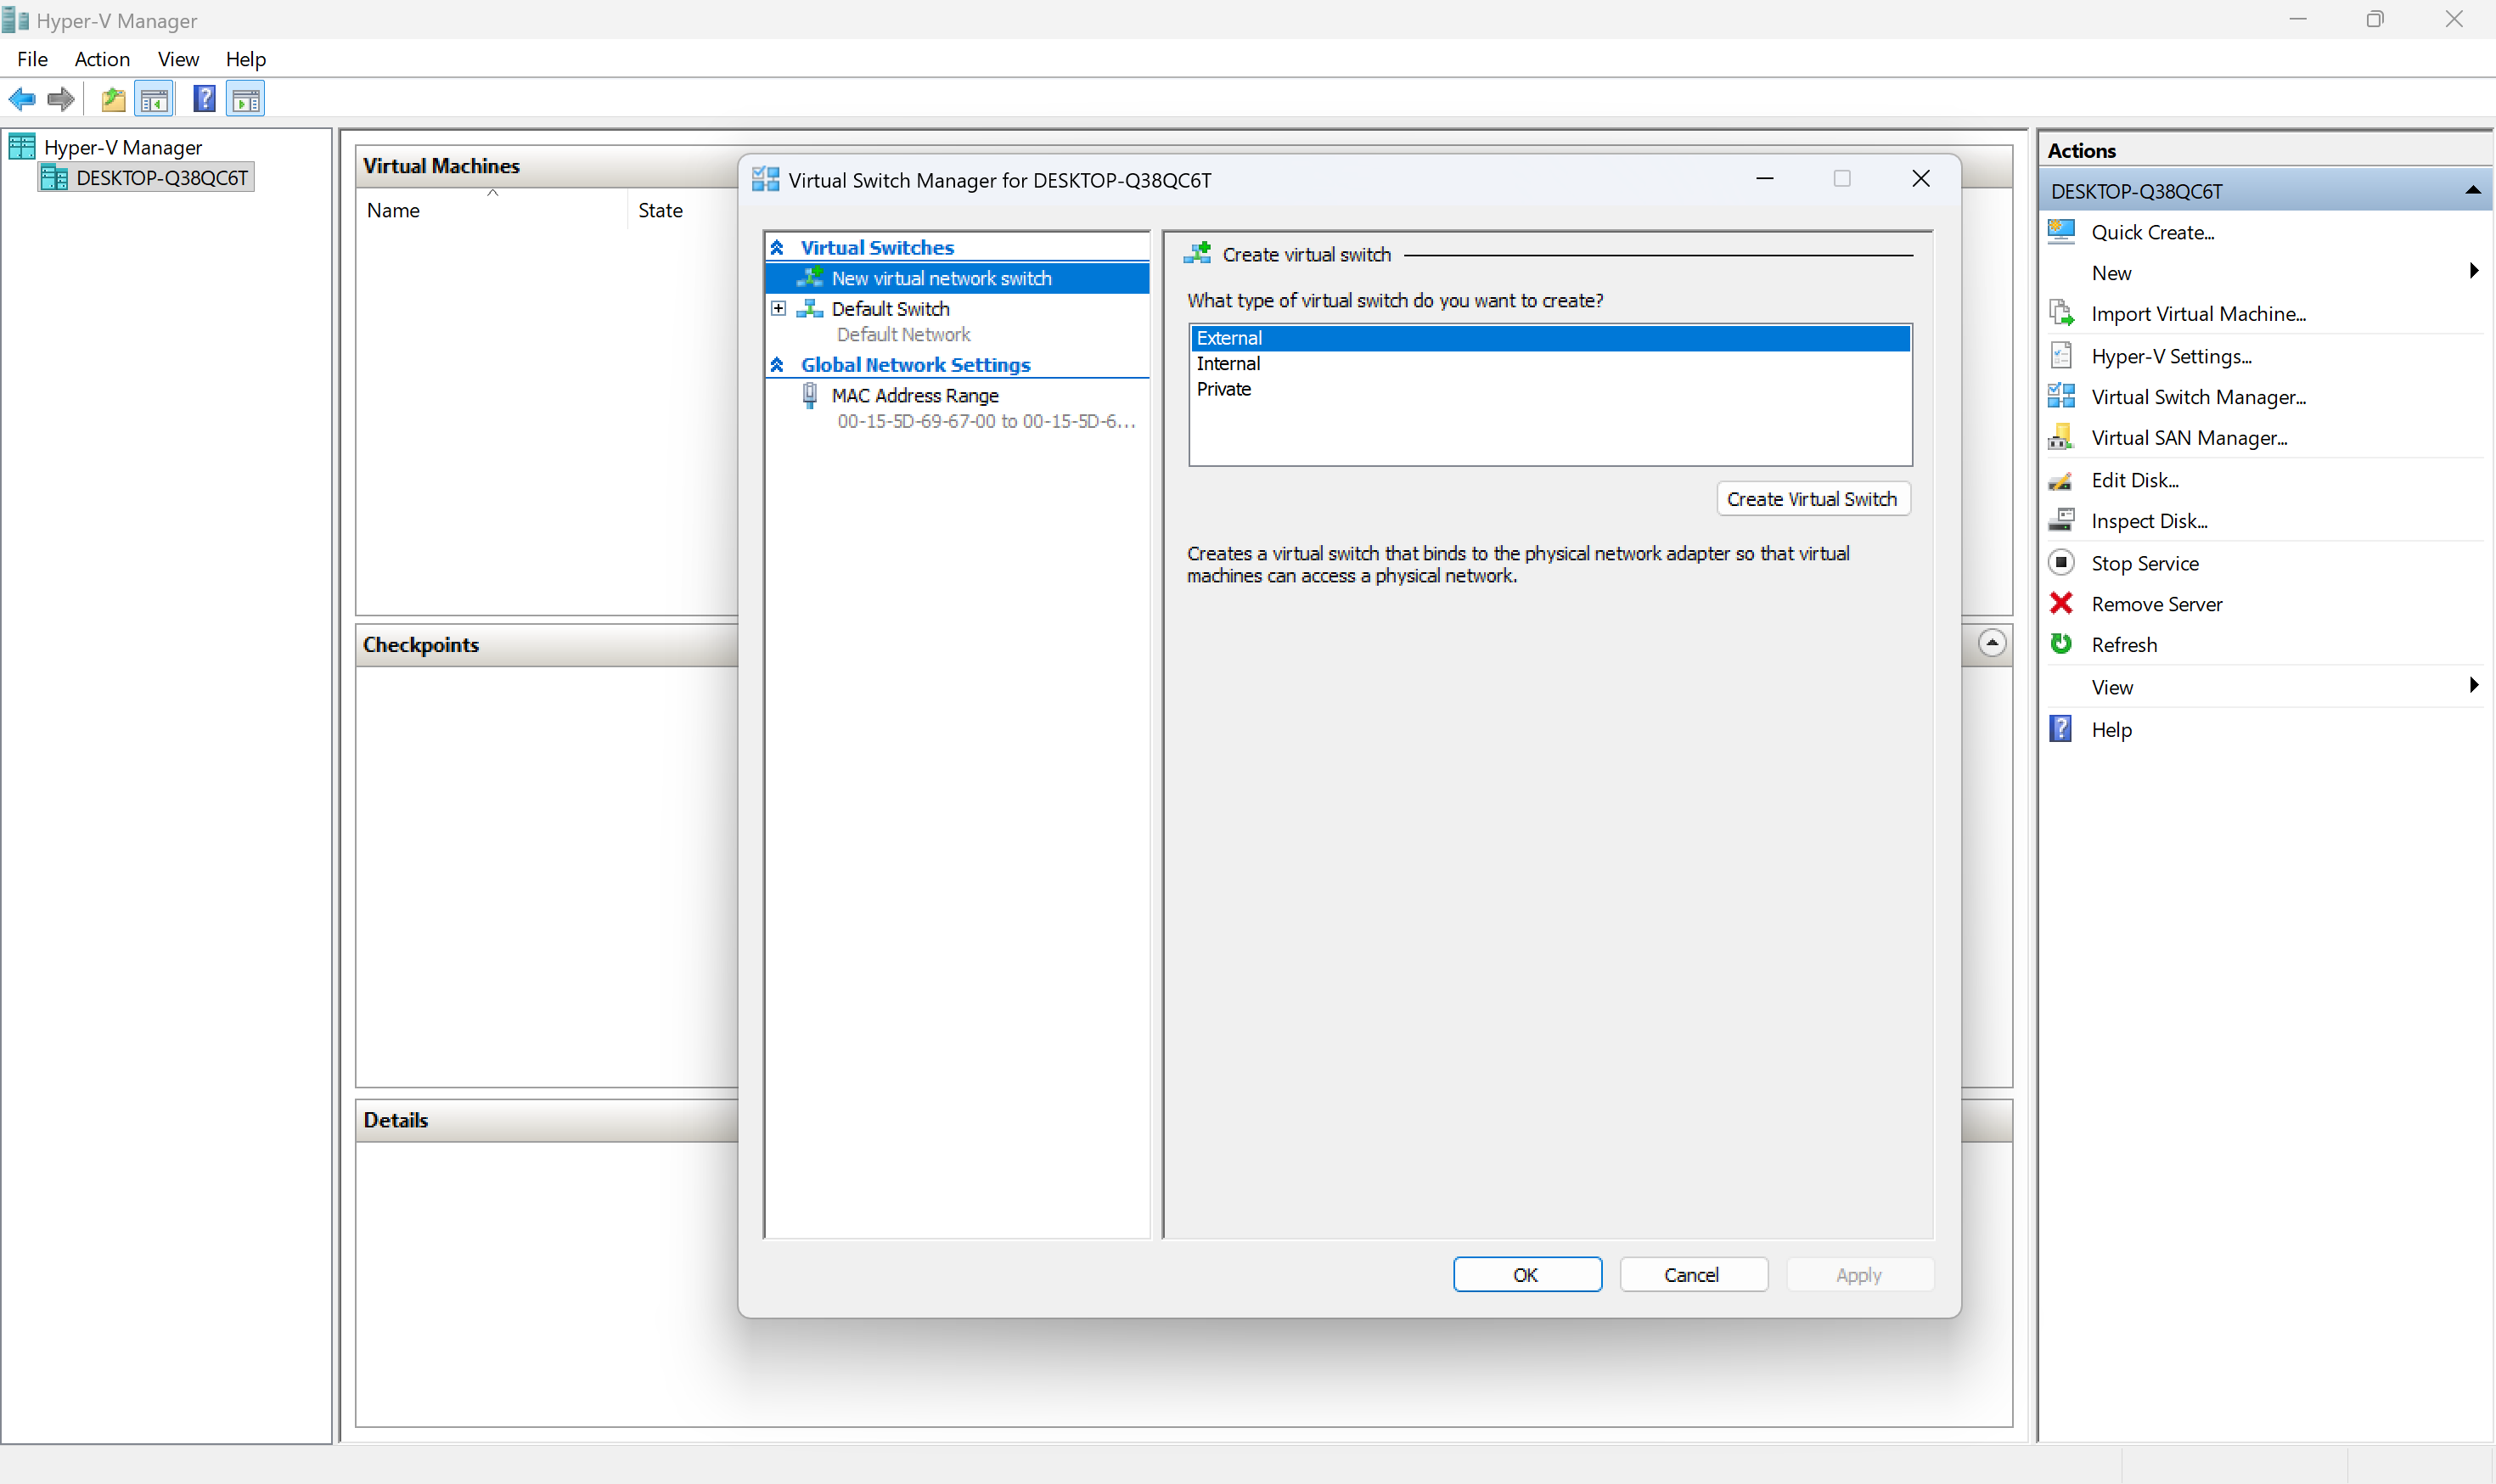 Hyper-V Manager
File Action View Help
Hyper-V Manager
DESKTOP-Q38QC6T
Virtual Machines
Name State
Checkpoints
Details
Virtual Switch Manager for DESKTOP-Q38QC6T
Virtual Switches
New virtual network switch
Default Switch
Default Network
Global Network Settings
MAC Address Range
00-15-5D-69-67-00 to 00-15-5D-6...
Create virtual switch
What type of virtual switch do you want to create?
External
Internal
Private
Create Virtual Switch
Creates a virtual switch that binds to the physical network adapter so that virtual
machines can access a physical network.
OK Cancel Apply
Actions
DESKTOP-Q38QC6T
Quick Create...
New
Import Virtual Machine...
Hyper-V Settings...
Virtual Switch Manager...
Virtual SAN Manager...
Edit Disk...
Inspect Disk...
Stop Service
Remove Server
Refresh
View
Help